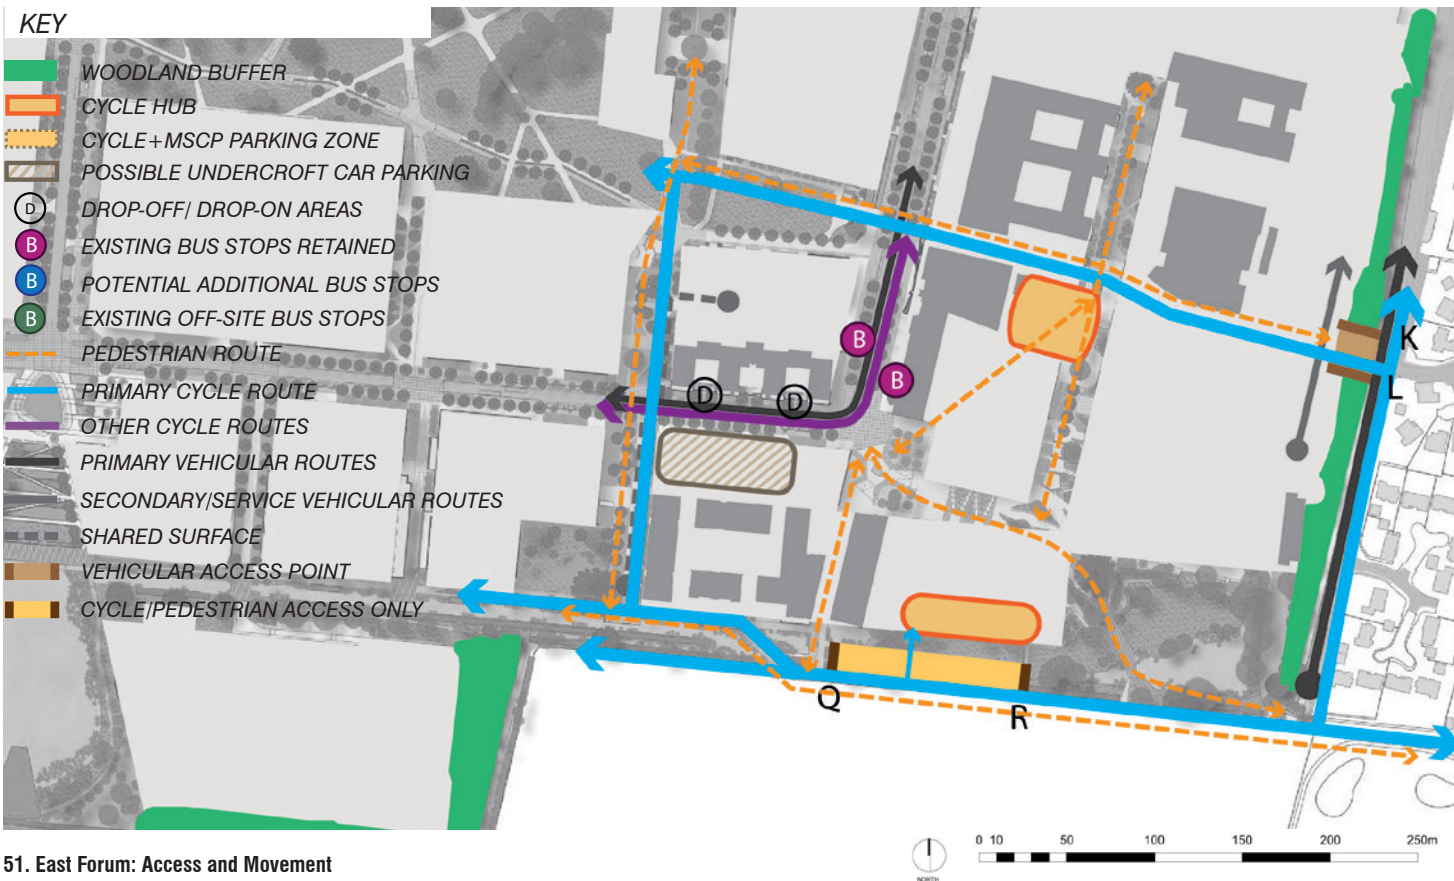 KEY
WOODLAND BUFFER
CYCLE HUB
CYCLE+MSCP PARKING ZONE
POSSIBLE UNDERCROFT CAR PARKING
D DROP-OFF/ DROP-ON AREAS
B EXISTING BUS STOPS RETAINED
B POTENTIAL ADDITIONAL BUS STOPS
B EXISTING OFF-SITE BUS STOPS
PEDESTRIAN ROUTE
PRIMARY CYCLE ROUTE
OTHER CYCLE ROUTES
PRIMARY VEHICULAR ROUTES
SECONDARY/SERVICE VEHICULAR ROUTES
SHARED SURFACE
VEHICULAR ACCESS POINT
CYCLE/PEDESTRIAN ACCESS ONLY
B
B
D
D
K
L
Q
R
51. East Forum: Access and Movement
NORTH
0 10 50 100 150 200 250m